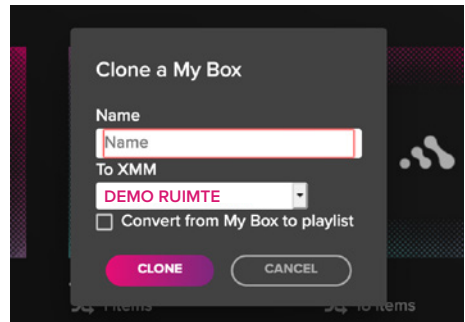 Clone a My Box
Name
Name
To XMM
DEMO RUIMTE
Convert from My Box to playlist
CLONE
CANCEL
items
items